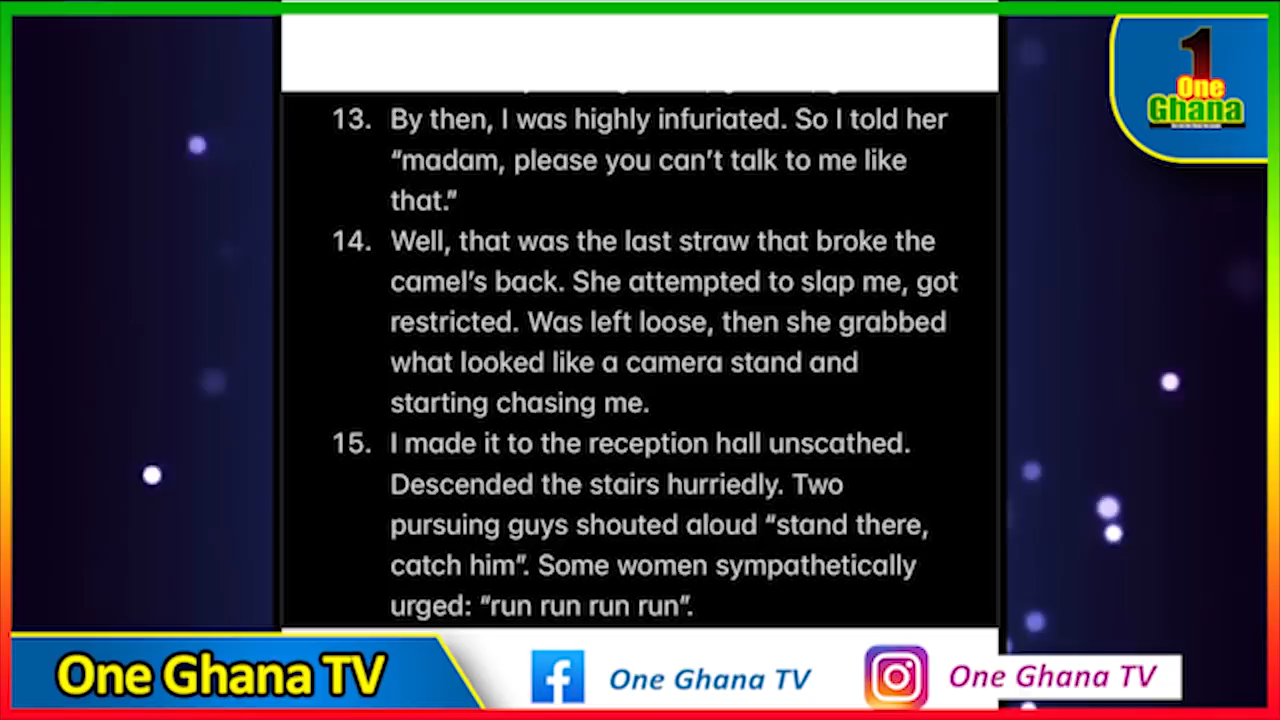 1
One
Ghana
13. By then, I was highly infuriated. So I told her
“madam, please you can’t talk to me like
that.”
14. Well, that was the last straw that broke the
camel’s back. She attempted to slap me, got
restricted. Was left loose, then she grabbed
what looked like a camera stand and
starting chasing me.
15. I made it to the reception hall unscathed.
Descended the stairs hurriedly. Two
pursuing guys shouted aloud “stand there,
catch him”. Some women sympathetically
urged: “run run run run”.
One Ghana TV
One Ghana TV
One Ghana TV